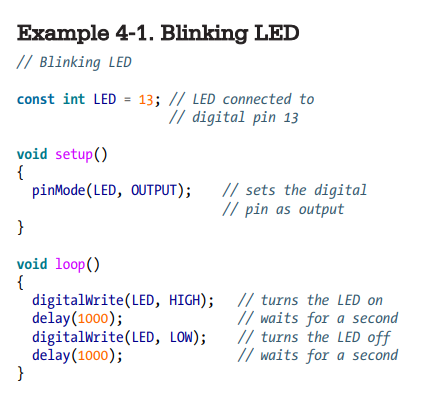 Example 4-1. Blinking LED
// Blinking LED
const int LED = 13; // LED connected to
// digital pin 13
void setup()
{
pinMode(LED, OUTPUT); // sets the digital
// pin as output
}
void loop()
{
digitalWrite(LED, HIGH); // turns the LED on
delay(1000); // waits for a second
digitalWrite(LED, LOW); // turns the LED off
delay(1000); // waits for a second
}